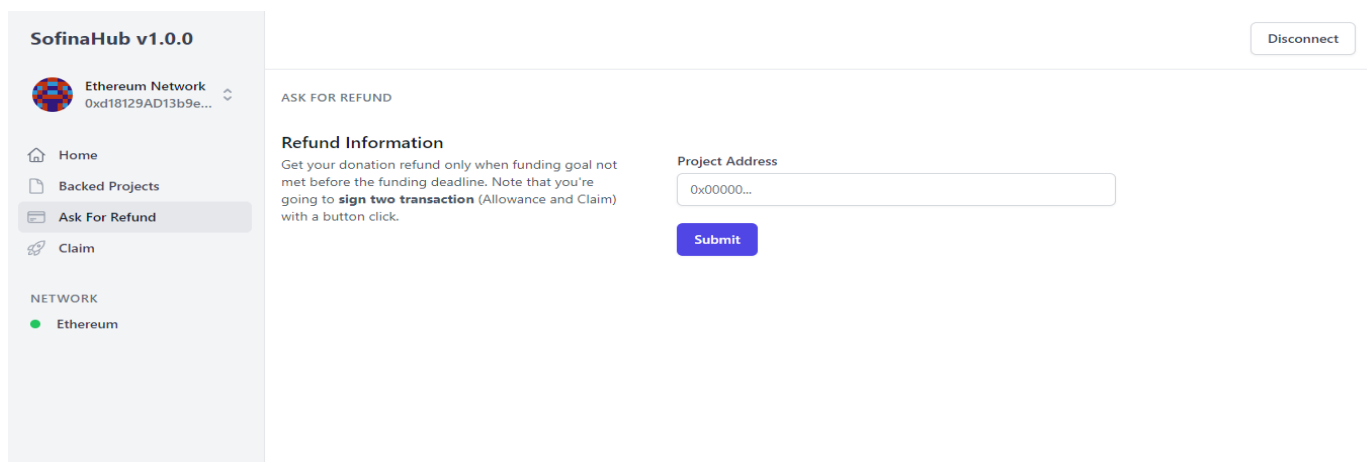 SofinaHub v1.0.0
Disconnect
Ethereum Network
0xd18129AD13b9e...
Home
Backed Projects
Ask For Refund
Claim
NETWORK
Ethereum
ASK FOR REFUND
Refund Information
Get your donation refund only when funding goal not
met before the funding deadline. Note that you're
going to sign two transaction (Allowance and Claim)
with a button click.
Project Address
0x00000...
Submit